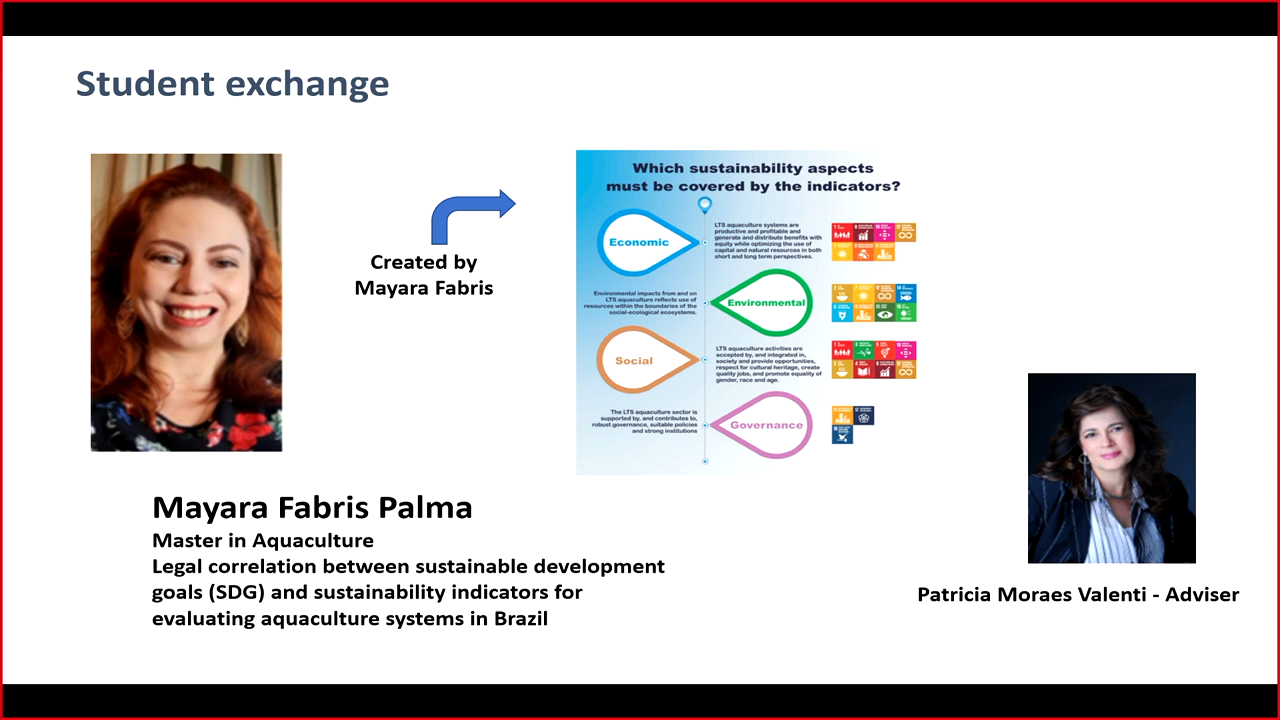 Student exchange
Created by
Mayara Fabris
Which sustainability aspects
must be covered by the indicators?
Economic
LTS aquaculture systems are
productive and profitable and
generate and distribute benefits with
equity while optimizing the use of
capital and natural resources in both
short and long term perspectives.
Environmental impacts from and on
LTS aquaculture reflects use of
resources within the boundaries of the
social-ecological ecosystems.
Environmental
Social
LTS aquaculture activities are
accepted by, and integrated in,
society and provide opportunities,
respect for cultural heritage, create
quality jobs, and promote equality of
gender, race and age.
The LTS aquaculture sector is
supported by, and contributes to,
robust governance, suitable policies
and strong institutions
Governance
Mayara Fabris Palma
Master in Aquaculture
Legal correlation between sustainable development
goals (SDG) and sustainability indicators for
evaluating aquaculture systems in Brazil
Patricia Moraes Valenti - Adviser